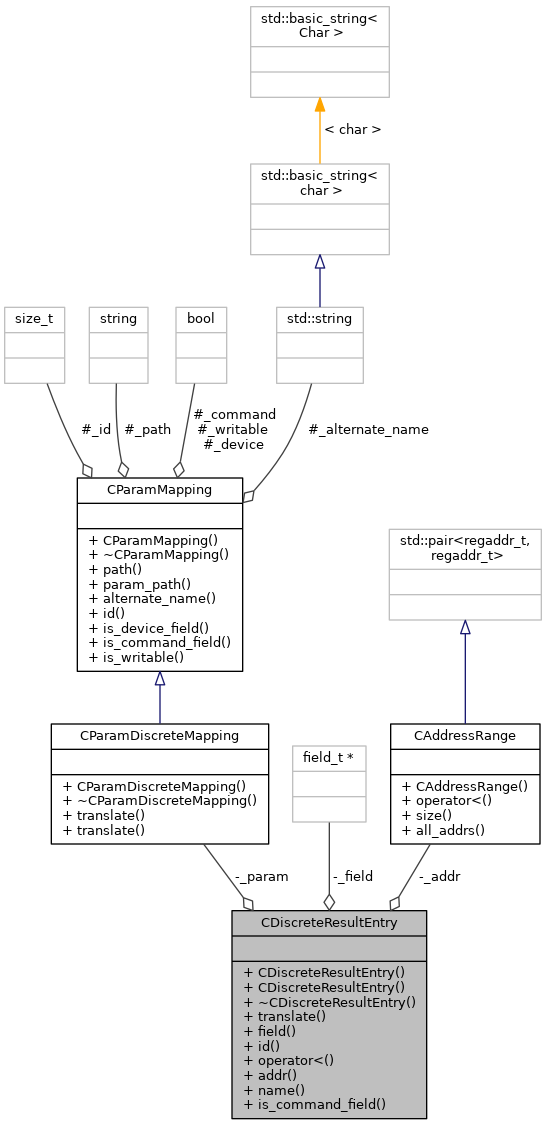 std::basic_string<
Char >
< char >
std::basic_string<
char >
size_t
string
bool
std::string
#_id
#_path
#_command
#_writable
#_device
#_alternate_name
CParamMapping
+ CParamMapping()
+ ~CParamMapping()
+ path()
+ param_path()
+ alternate_name()
+ id()
+ is_device_field()
+ is_command_field()
+ is_writable()
std::pair<regaddr_t,
regaddr_t>
CParamDiscreteMapping
+ CParamDiscreteMapping()
+ ~CParamDiscreteMapping()
+ translate()
+ translate()
field_t *
CAddressRange
+ CAddressRange()
+ operator<()
+ size()
+ all_addrs()
-_param
-_field
-_addr
CDiscreteResultEntry
+ CDiscreteResultEntry()
+ CDiscreteResultEntry()
+ ~CDiscreteResultEntry()
+ translate()
+ field()
+ id()
+ operator<()
+ addr()
+ name()
+ is_command_field()